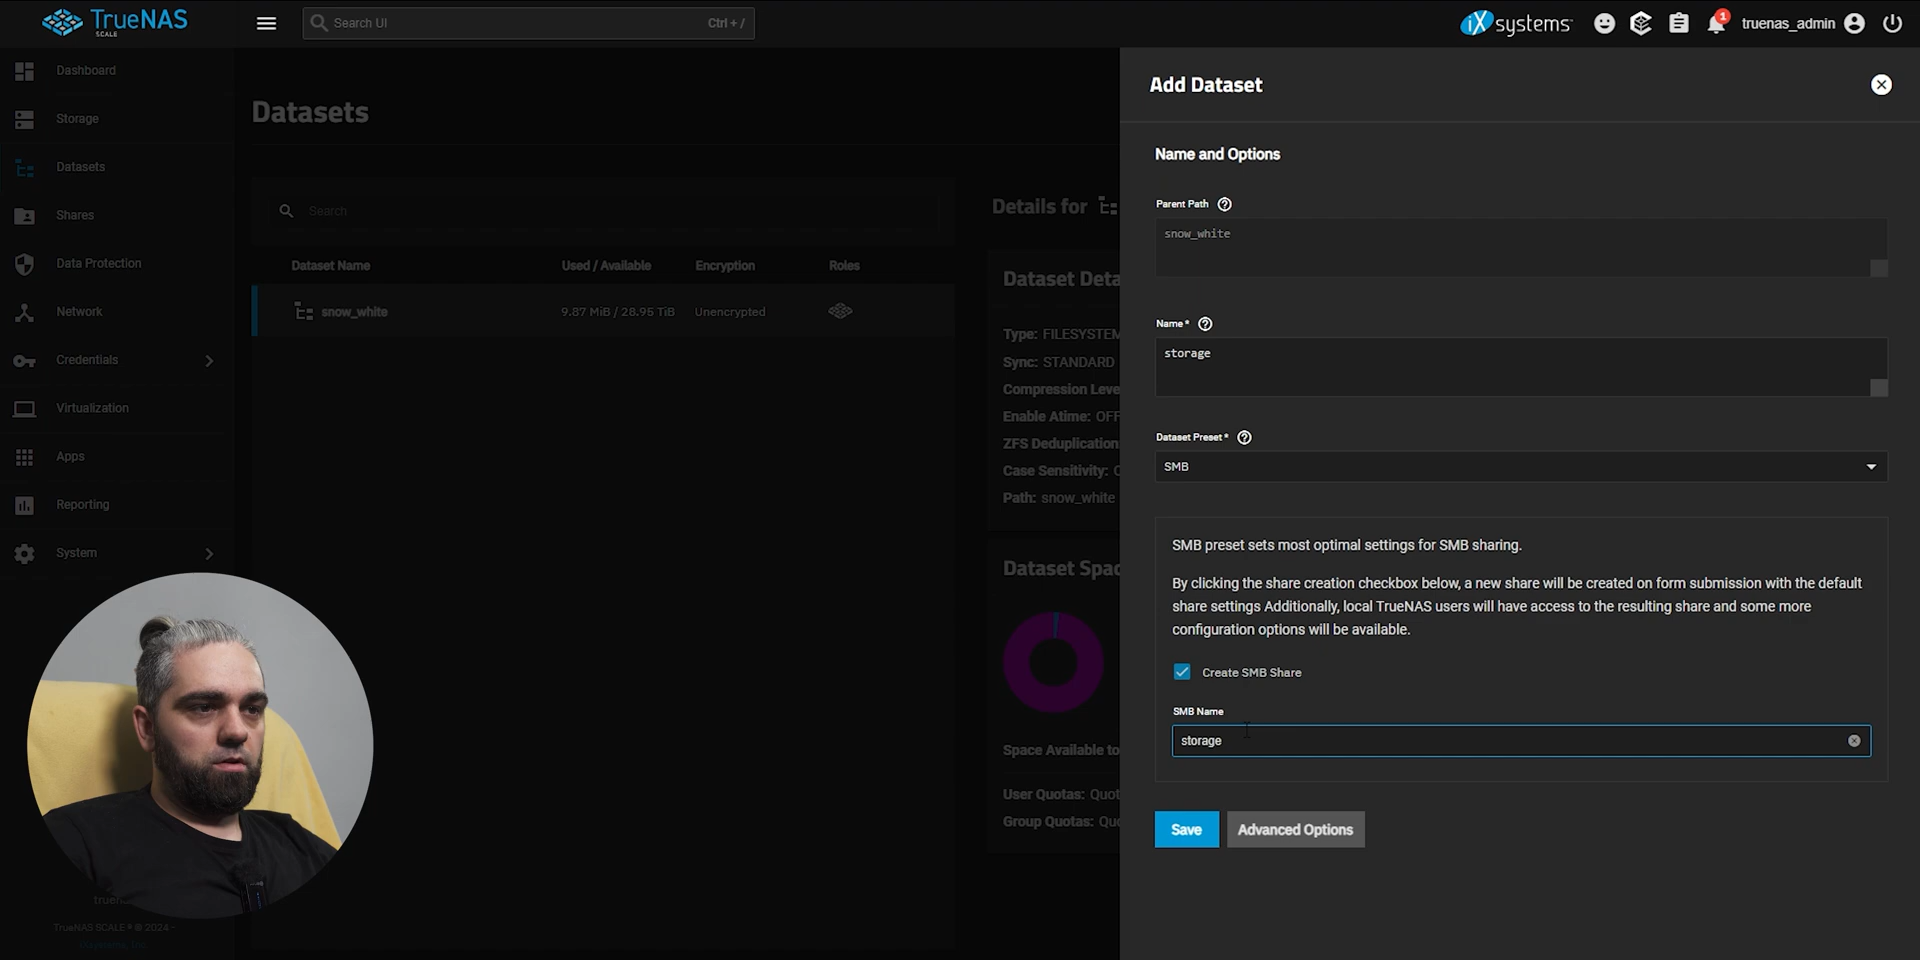 TrueNAS
SCALE
Search UI
Ctrl + /
iXsystems
1
truenas_admin
Dashboard
Storage
Datasets
Shares
Data Protection
Network
Credentials
Virtualization
Apps
Reporting
System
TrueNAS SCALE ® © 2024 -
Datasets
Search
Dataset Name
Used / Available
Encryption
Roles
snow_white
9.87 MiB / 28.95 TiB
Unencrypted
Details for
Dataset Deta
Type: FILESYSTEM
Sync: STANDARD
Compression Leve
Enable Atime: OFF
ZFS Deduplication
Case Sensitivity:
Path: snow_white
Dataset Spac
Space Available to
User Quotas: Quot
Group Quotas: Quo
Add Dataset
Name and Options
Parent Path
snow_white
Name*
storage
Dataset Preset*
SMB
SMB preset sets most optimal settings for SMB sharing.
By clicking the share creation checkbox below, a new share will be created on form submission with the default
share settings Additionally, local TrueNAS users will have access to the resulting share and some more
configuration options will be available.
Create SMB Share
SMB Name
storage
Save
Advanced Options